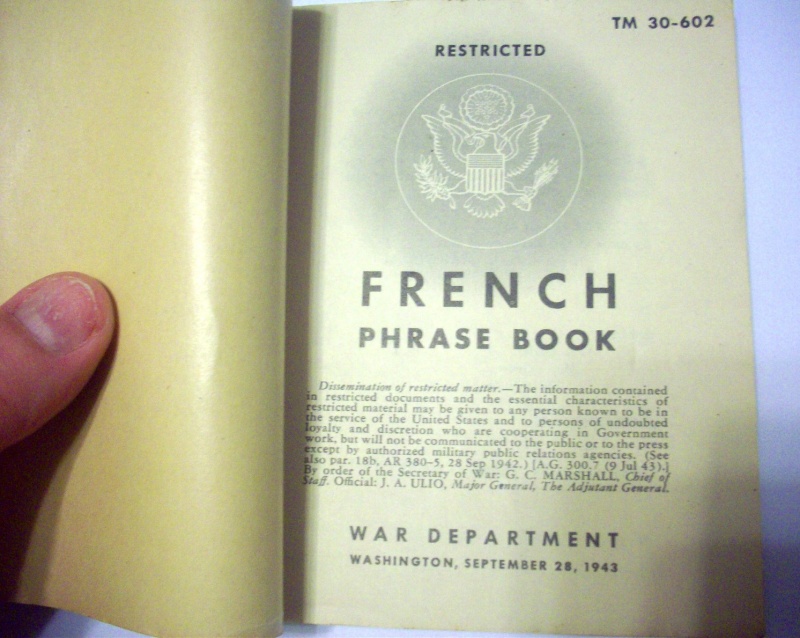 TM 30-602
RESTRICTED
FRENCH
PHRASE BOOK
Dissemination of restricted matter.—The information contained
in restricted documents and the essential characteristics of
restricted material may be given to any person known to be in
the service of the United States and to persons of undoubted
loyalty and discretion who are cooperating in Government
work, but will not be communicated to the public or to the press
except by authorized military public relations agencies. (See
also par. 18b, AR 380-5, 28 Sep 1942.) [A.G. 300.7 (9 Jul 43).]
By order of the Secretary of War: G. C. MARSHALL, Chief of
Staff. Official: J. A. ULIO, Major General, The Adjutant General.
WAR DEPARTMENT
WASHINGTON, SEPTEMBER 28, 1943